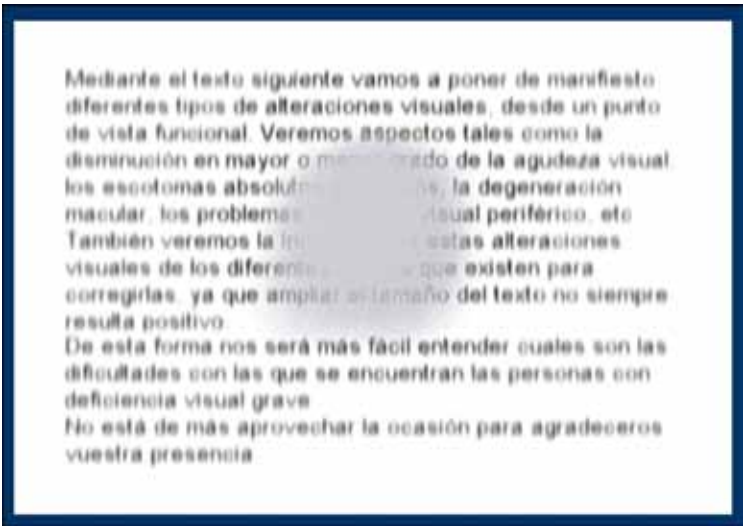 Mediante el texto siguiente vamos a poner de manifiesto
diferentes tipos de alteraciones visuales, desde un punto
de vista funcional. Veremos aspectos tales como la
disminución en mayor o grado de la agudeza visual,
los escotomas la degeneración
macular, los problemas visual periférico, etc
También veremos la estas alteraciones
visuales de los que existen para
corregirlas, ya que ampliar el tamaño del texto no siempre
resulta positivo
De esta forma nos será más fácil entender cuales son las
dificultades con las que se encuentran las personas con
deficiencia visual grave
No está de más aprovechar la ocasión para agradeceros
vuestra presencia